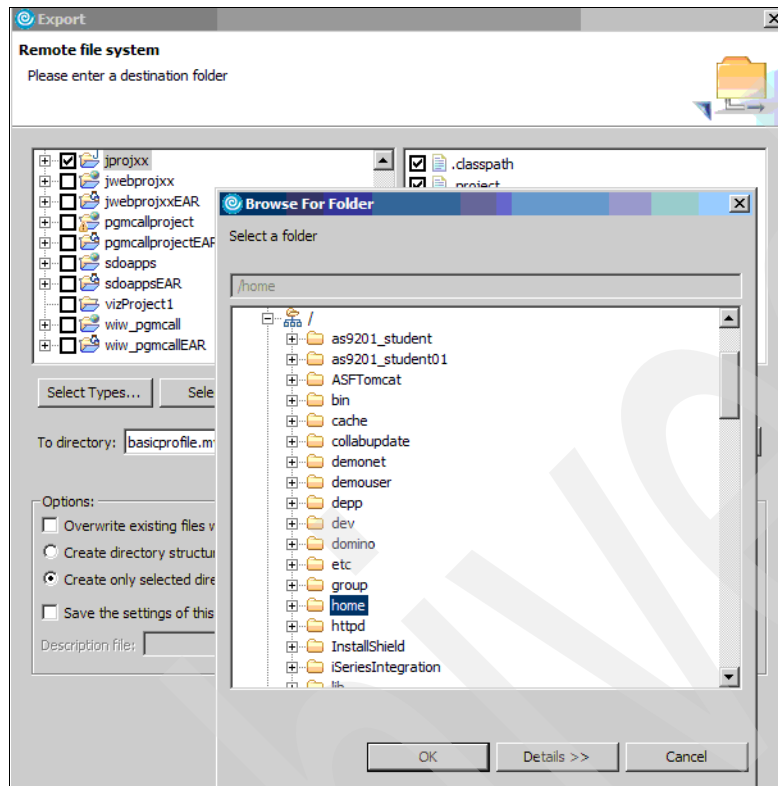 Export
Remote file system
Please enter a destination folder
jprojxx
jwebprojxx
jwebprojxxEAR
pgmcallproject
pgmcallprojectEAR
sdoapps
sdoappsEAR
vizProject1
wiw_pgmcall
wiw_pgmcallEAR
.classpath
.project
Select Types...
To directory: basicprofile.m
Options:
Overwrite existing files
Create directory
Create only selected
Save the settings of this
Description file:
Browse For Folder
Select a folder
/home
/
as9201_student
as9201_student01
ASFTomcat
bin
cache
collabupdate
demonet
demouser
depp
dev
domino
etc
group
home
httpd
InstallShield
iSeriesIntegration
lib
OK
Details >>
Cancel